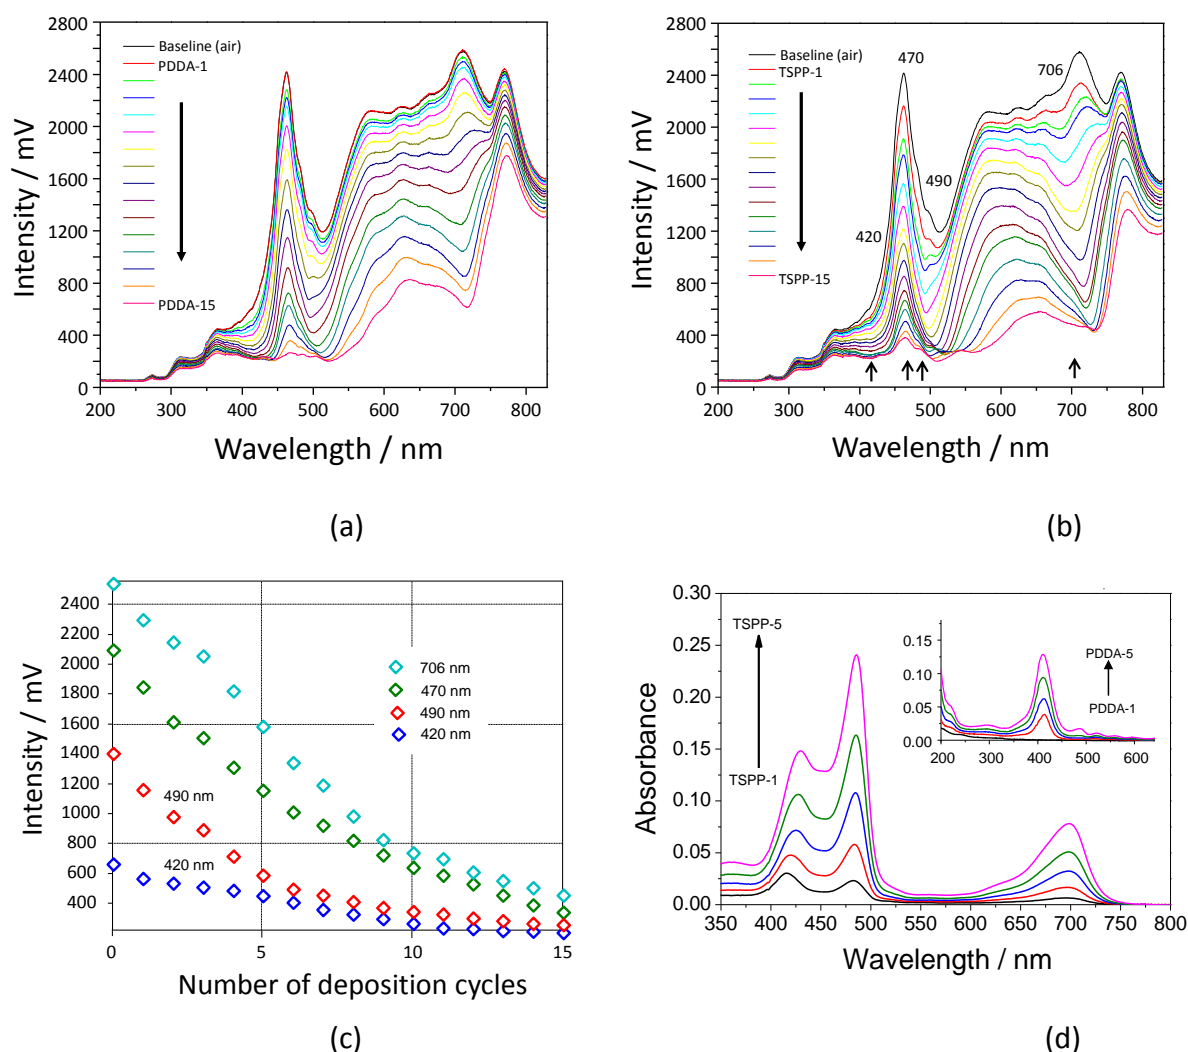 2800
2400
2000
1600
1200
800
400
0
Intensity / mV
Baseline (air)
PDDA-1
PDDA-15
200 300 400 500 600 700 800
Wavelength / nm
(a)
2800
2400
2000
1600
1200
800
400
0
Intensity / mV
Baseline (air)
TSPP-1
TSPP-15
470
706
490
420
200 300 400 500 600 700 800
Wavelength / nm
(b)
2400
2200
2000
1800
1600
1400
1200
1000
800
600
400
Intensity / mV
706 nm
470 nm
490 nm
420 nm
490 nm
420 nm
0 5 10 15
Number of deposition cycles
(c)
0.30
0.25
0.20
0.15
0.10
0.05
0.00
Absorbance
TSPP-5
TSPP-1
0.15
0.10
0.05
0.00
PDDA-5
PDDA-1
200 300 400 500 600
350 400 450 500 550 600 650 700 750 800
Wavelength / nm
(d)